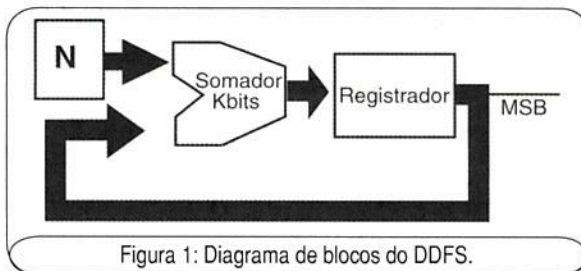 N
Somador
Kbits
Registrador
MSB
Figura 1: Diagrama de blocos do DDFS.